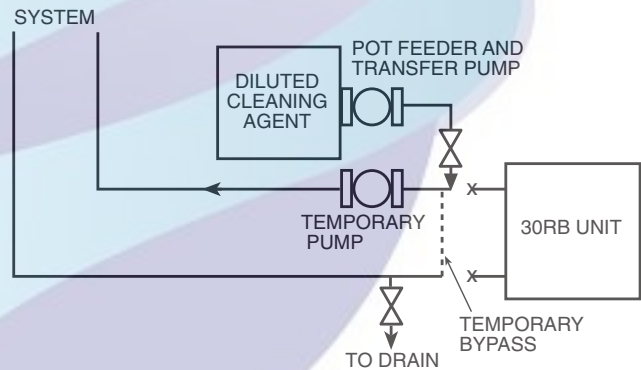 SYSTEM
POT FEEDER AND
TRANSFER PUMP
DILUTED
CLEANING
AGENT
TEMPORARY
PUMP
30RB UNIT
TEMPORARY
BYPASS
TO DRAIN